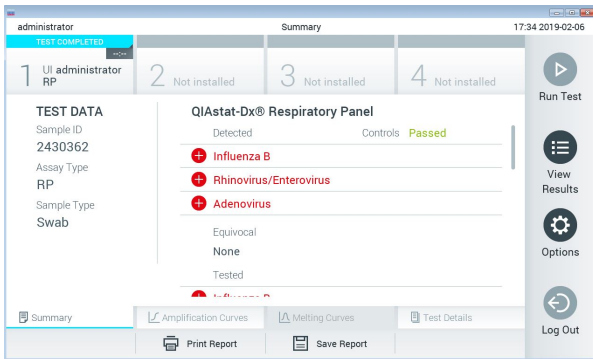 administrator Summary 17:34 2019-02-06
TEST COMPLETED
--:--
1 UI administrator RP
2 Not installed
3 Not installed
4 Not installed
Run Test
TEST DATA
Sample ID
2430362
Assay Type
RP
Sample Type
Swab
QIAstat-Dx® Respiratory Panel
Detected Controls Passed
Influenza B
Rhinovirus/Enterovirus
Adenovirus
Equivocal
None
Tested
Influenza B
View
Results
Options
Log Out
Summary Amplification Curves Melting Curves Test Details
Print Report Save Report